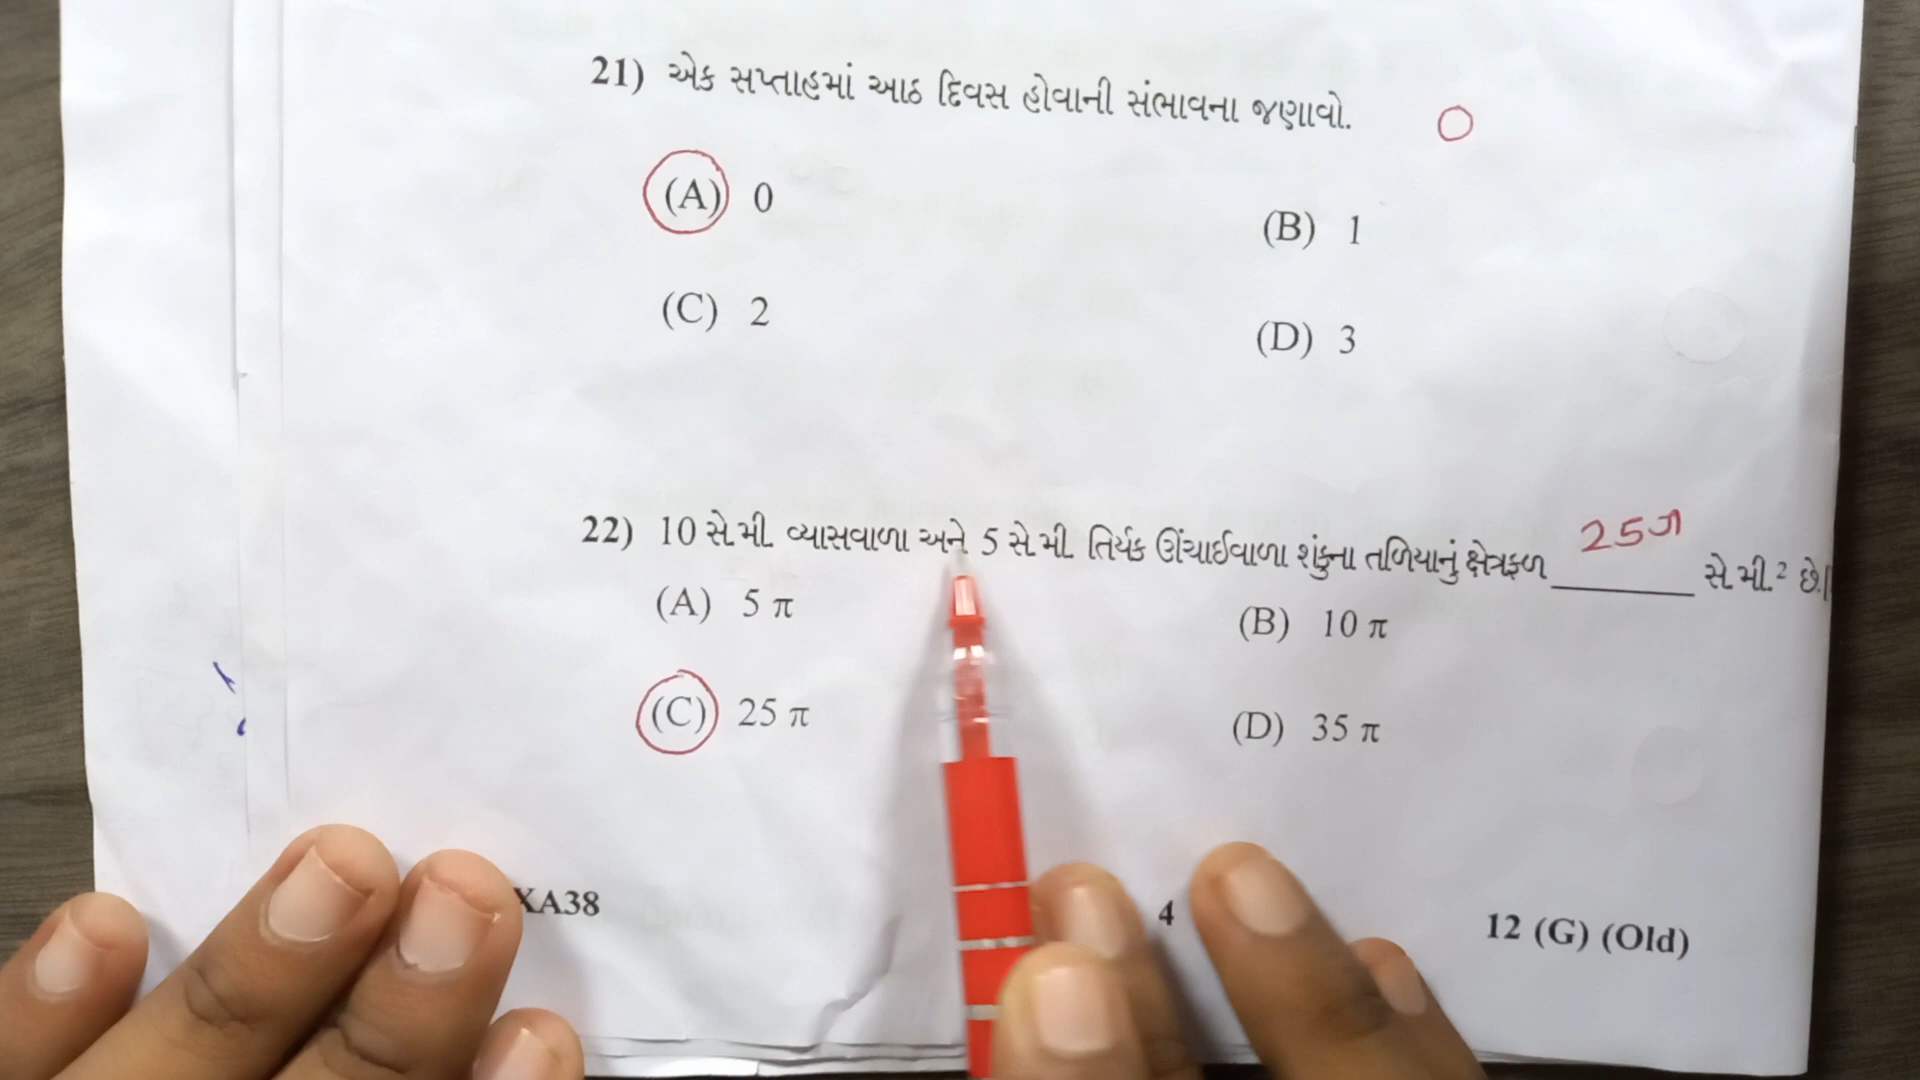 21) એક સપ્તાહમાં આઠ દિવસ હોવાની સંભાવના જણાવો. 0
(A) 0 (B) 1
(C) 2 (D) 3
22) 10 સે.મી. વ્યાસવાળા અને 5 સે.મી. તિર્યક ઊંચાઈવાળા શંકુના તળિયાનું ક્ષેત્રફળ 25π સે.મી.² છે.
(A) 5 π (B) 10 π
(C) 25 π (D) 35 π
XA38 4 12 (G) (Old)